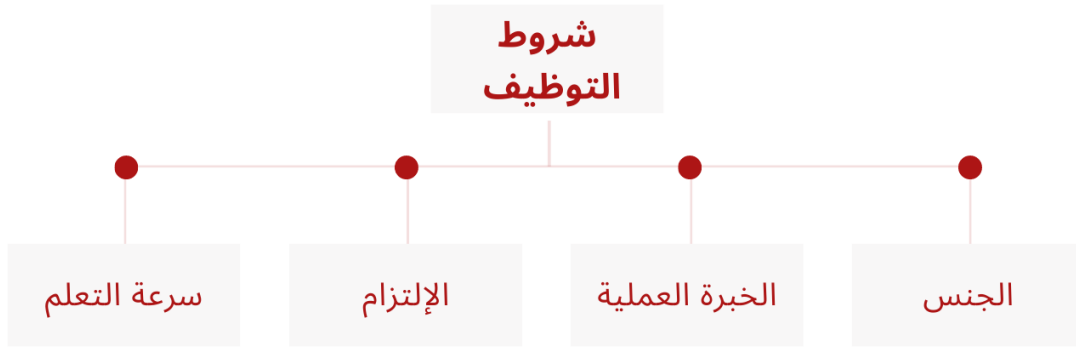 شروط
التوظيف
الجنس
الخبرة العملية
الإلتزام
سرعة التعلم